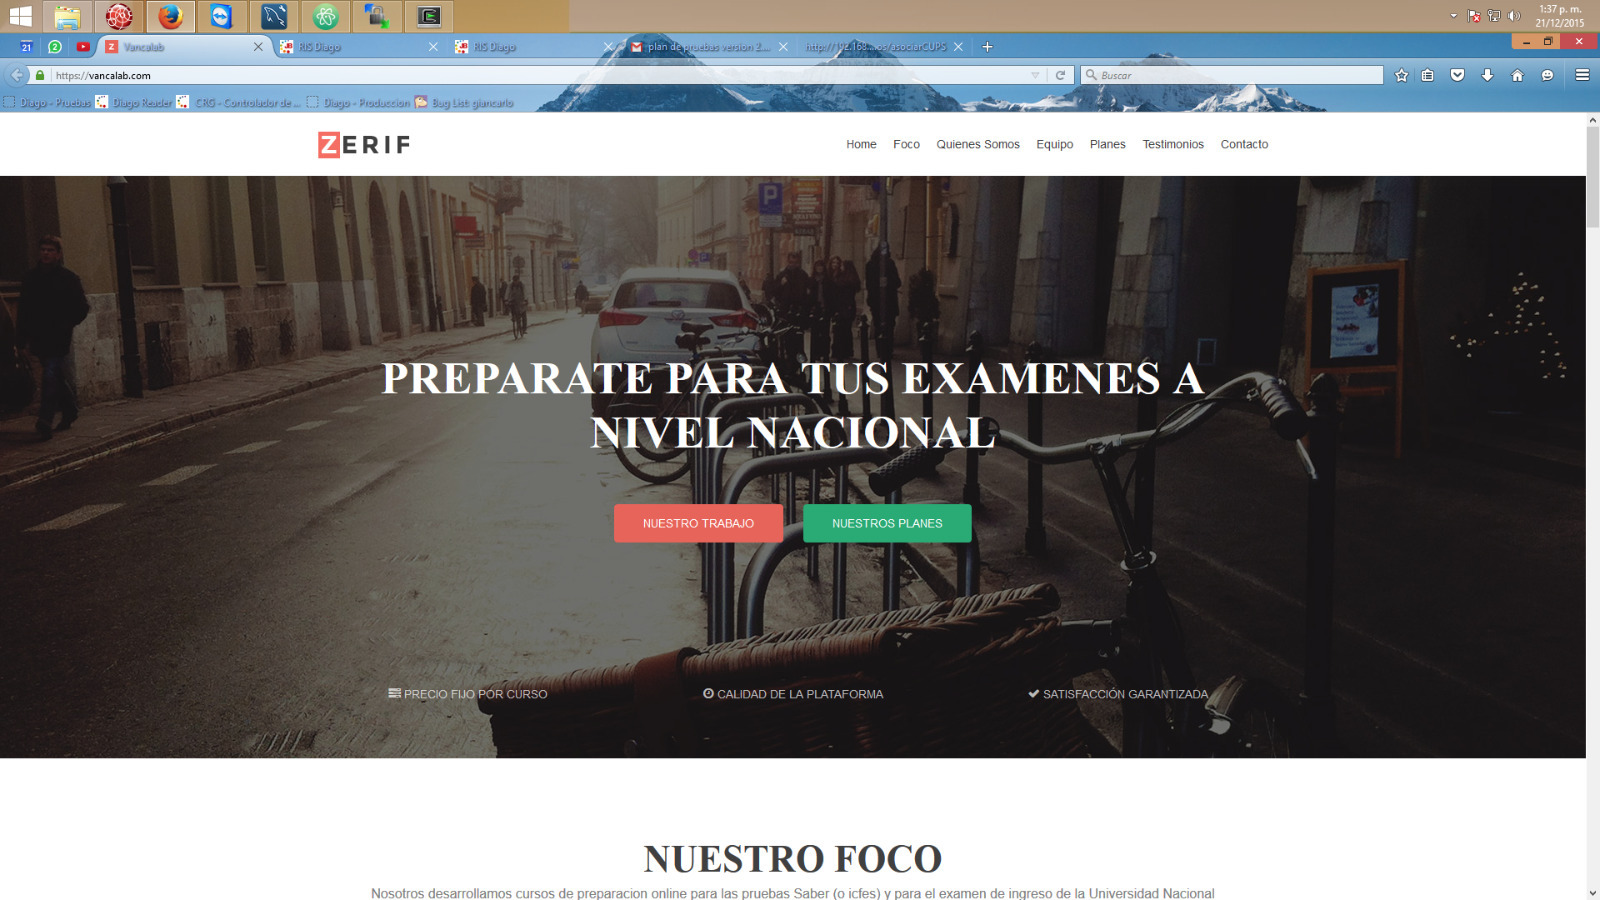 1:37 p. m.
21/12/2015
21
2
Z Vancalab
RIS Diago
RIS Diago
plan de pruebas version 2....
http://192.168....os/asociarCUPS
https://vancalab.com
Buscar
Diago - Pruebas
Diago Reader
CRG - Controlador de ...
Diago - Produccion
Bug List: giancarlo
ZERIF
Home
Foco
Quienes Somos
Equipo
Planes
Testimonios
Contacto
P
PREPARATE PARA TUS EXAMENES A
NIVEL NACIONAL
NUESTRO TRABAJO
NUESTROS PLANES
PRECIO FIJO POR CURSO
CALIDAD DE LA PLATAFORMA
SATISFACCIÓN GARANTIZADA
NUESTRO FOCO
Nosotros desarrollamos cursos de preparacion online para las pruebas Saber (o icfes) y para el examen de ingreso de la Universidad Nacional